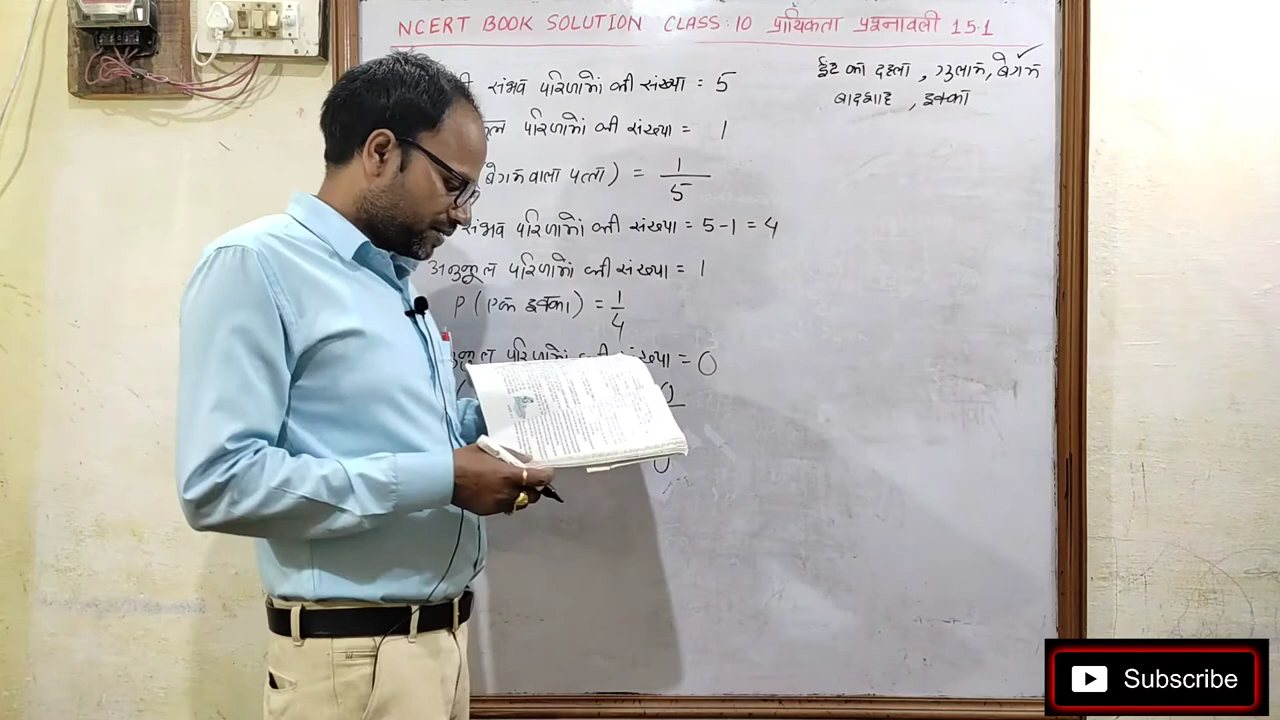 NCERT BOOK SOLUTION CLASS:10 प्रायिकता प्रश्नावली 15.1
ईंट का दहला, गुलाम, बेगम ✓
बादशाह, इक्का
संभव परिणामों की संख्या = 5
परिणामों की संख्या = 1
बेगम वाला पत्ता) = 1/5
संभव परिणामों की संख्या = 5-1 = 4
अनुकूल परिणामों की संख्या = 1
P (एक इक्का) = 1/4
परिणामों की संख्या = 0
0
0
Subscribe